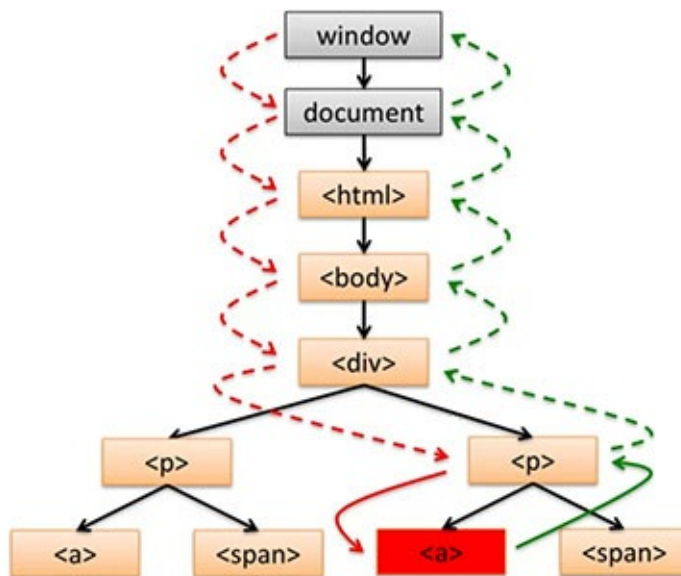 window
document
<html>
<body>
<div>
<p> <p>
<a> <span> <a> <span>